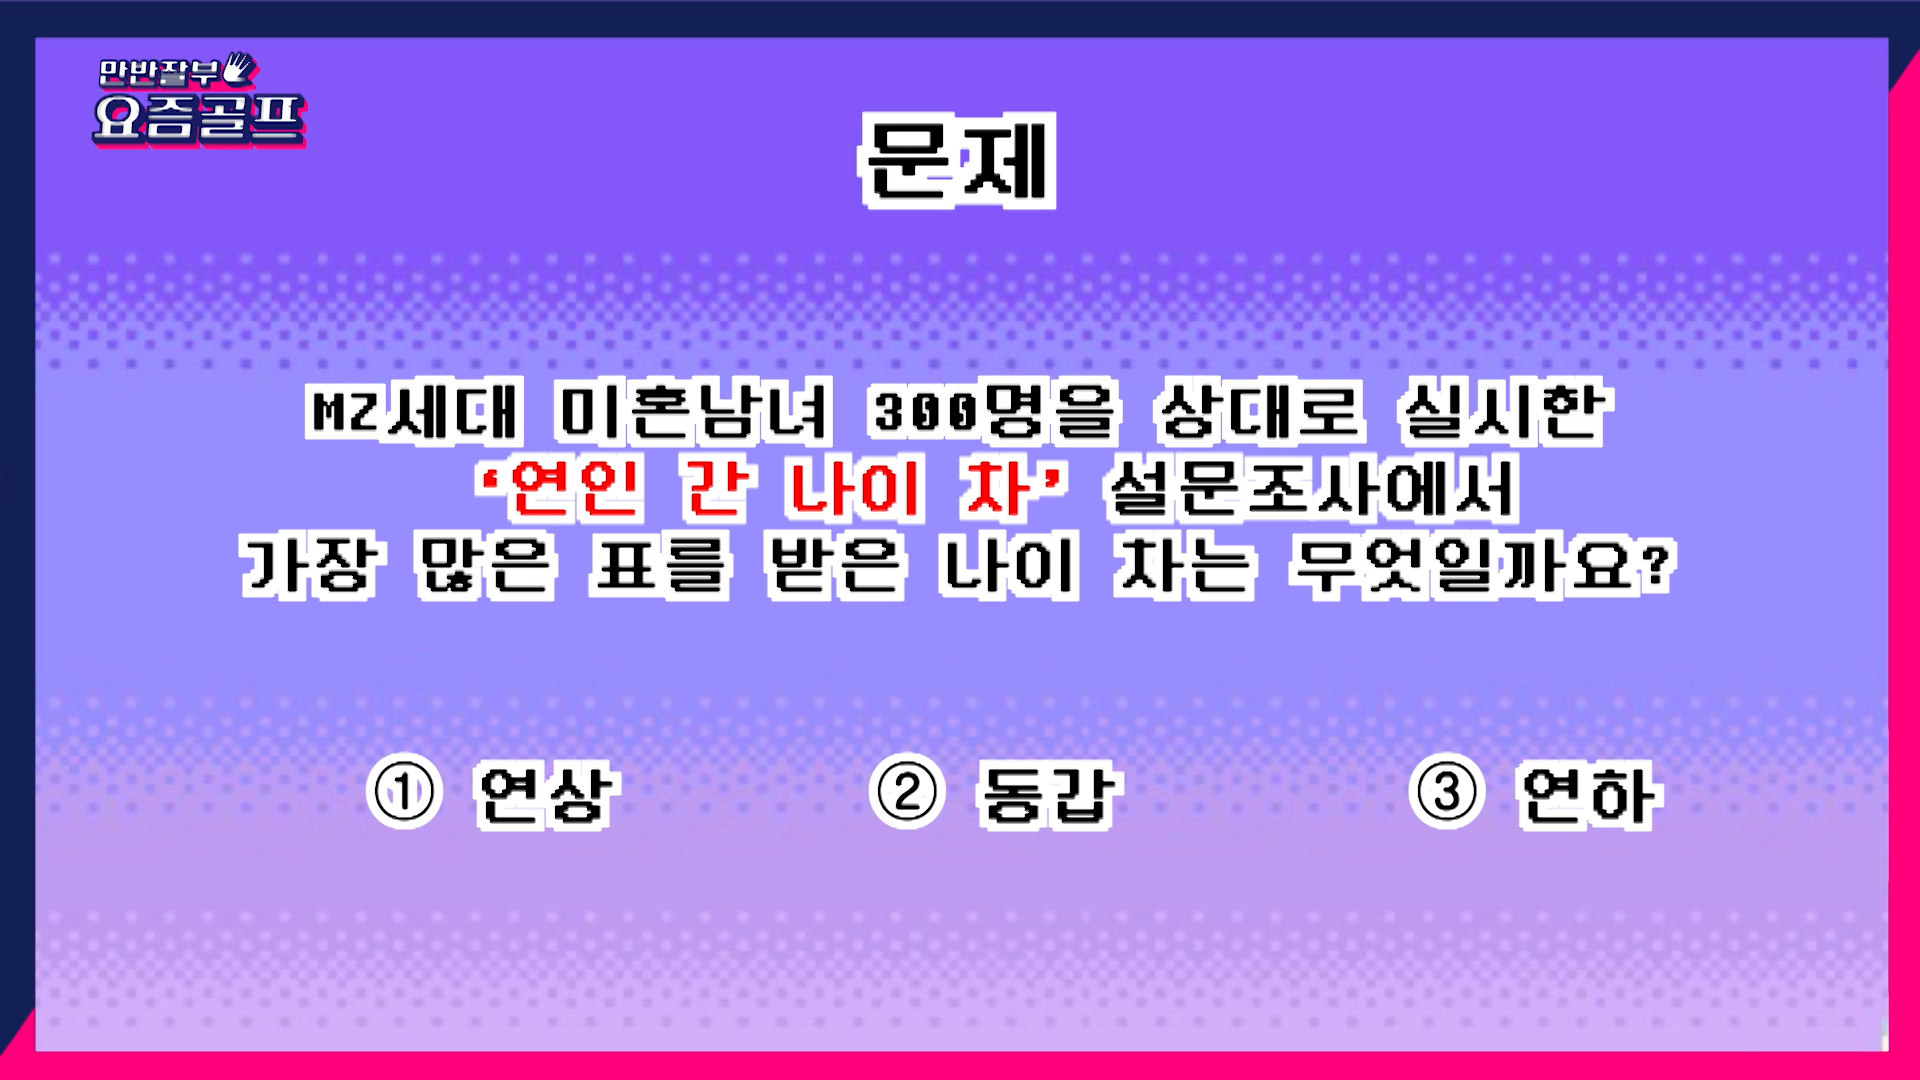 만반잘부
요즘골프
문제
MZ세대 미혼남녀 300명을 상대로 실시한
‘연인 간 나이 차’ 설문조사에서
가장 많은 표를 받은 나이 차는 무엇일까요?
① 연상 ② 동갑 ③ 연하